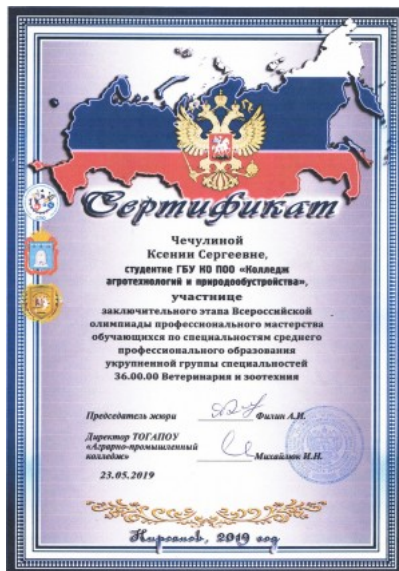 Сертификат
Чечулиной
Ксении Сергеевне,
студентке ГБУ КО ПОО «Колледж
агротехнологий и природообустройства»,
участнице
заключительного этапа Всероссийской
олимпиады профессионального мастерства
обучающихся по специальностям среднего
профессионального образования
укрупненной группы специальностей
36.00.00 Ветеринария и зоотехния
Председатель жюри Филин А.И.
Директор ТОГАПОУ
«Аграрно-промышленный
колледж» Михайлюк И.Н.
23.05.2019
Кирсанов, 2019 год